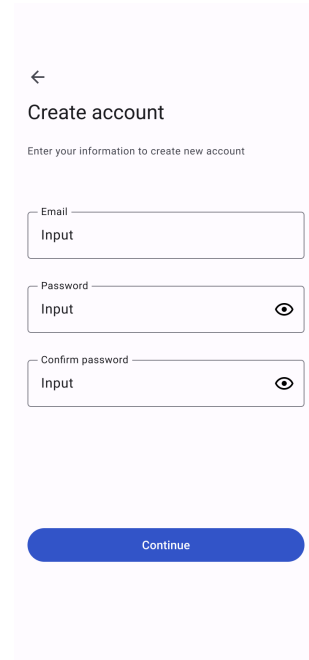 Create account
Enter your information to create new account
Email
Input
Password
Input
Confirm password
Input
Continue